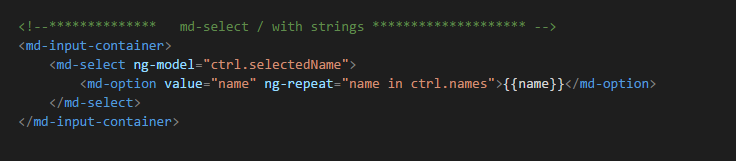 <!--**************   md-select / with strings ******************** -->
<md-input-container>
    <md-select ng-model="ctrl.selectedName">
        <md-option value="name" ng-repeat="name in ctrl.names">{{name}}</md-option>
    </md-select>
</md-input-container>